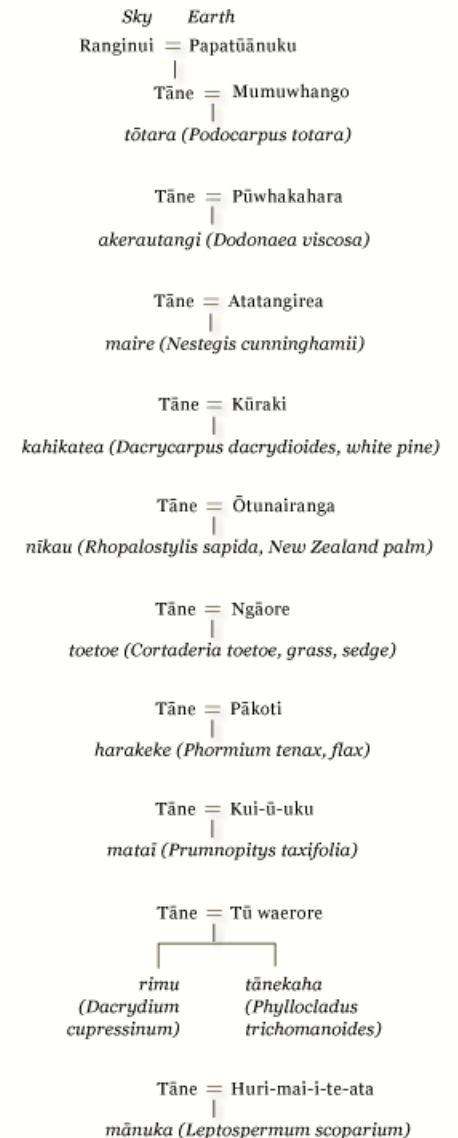 Sky Earth
Ranginui = Papatūānuku
Tāne = Mumuwhango
tōtara (Podocarpus totara)
Tāne = Pūwhakahara
akerautangi (Dodonaea viscosa)
Tāne = Atatangirea
maire (Nestegis cunninghamii)
Tāne = Kūraki
kahikatea (Dacrycarpus dacrydioides, white pine)
Tāne = Ōtunairanga
nīkau (Rhopalostylis sapida, New Zealand palm)
Tāne = Ngāore
toetoe (Cortaderia toetoe, grass, sedge)
Tāne = Pākoti
harakeke (Phormium tenax, flax)
Tāne = Kui-ū-uku
mataī (Prumnopitys taxifolia)
Tāne = Tū waerore
rimu
(Dacrydium
cupressinum)
tānekaha
(Phyllocladus
trichomanoides)
Tāne = Huri-mai-i-te-ata
mānuka (Leptospermum scoparium)